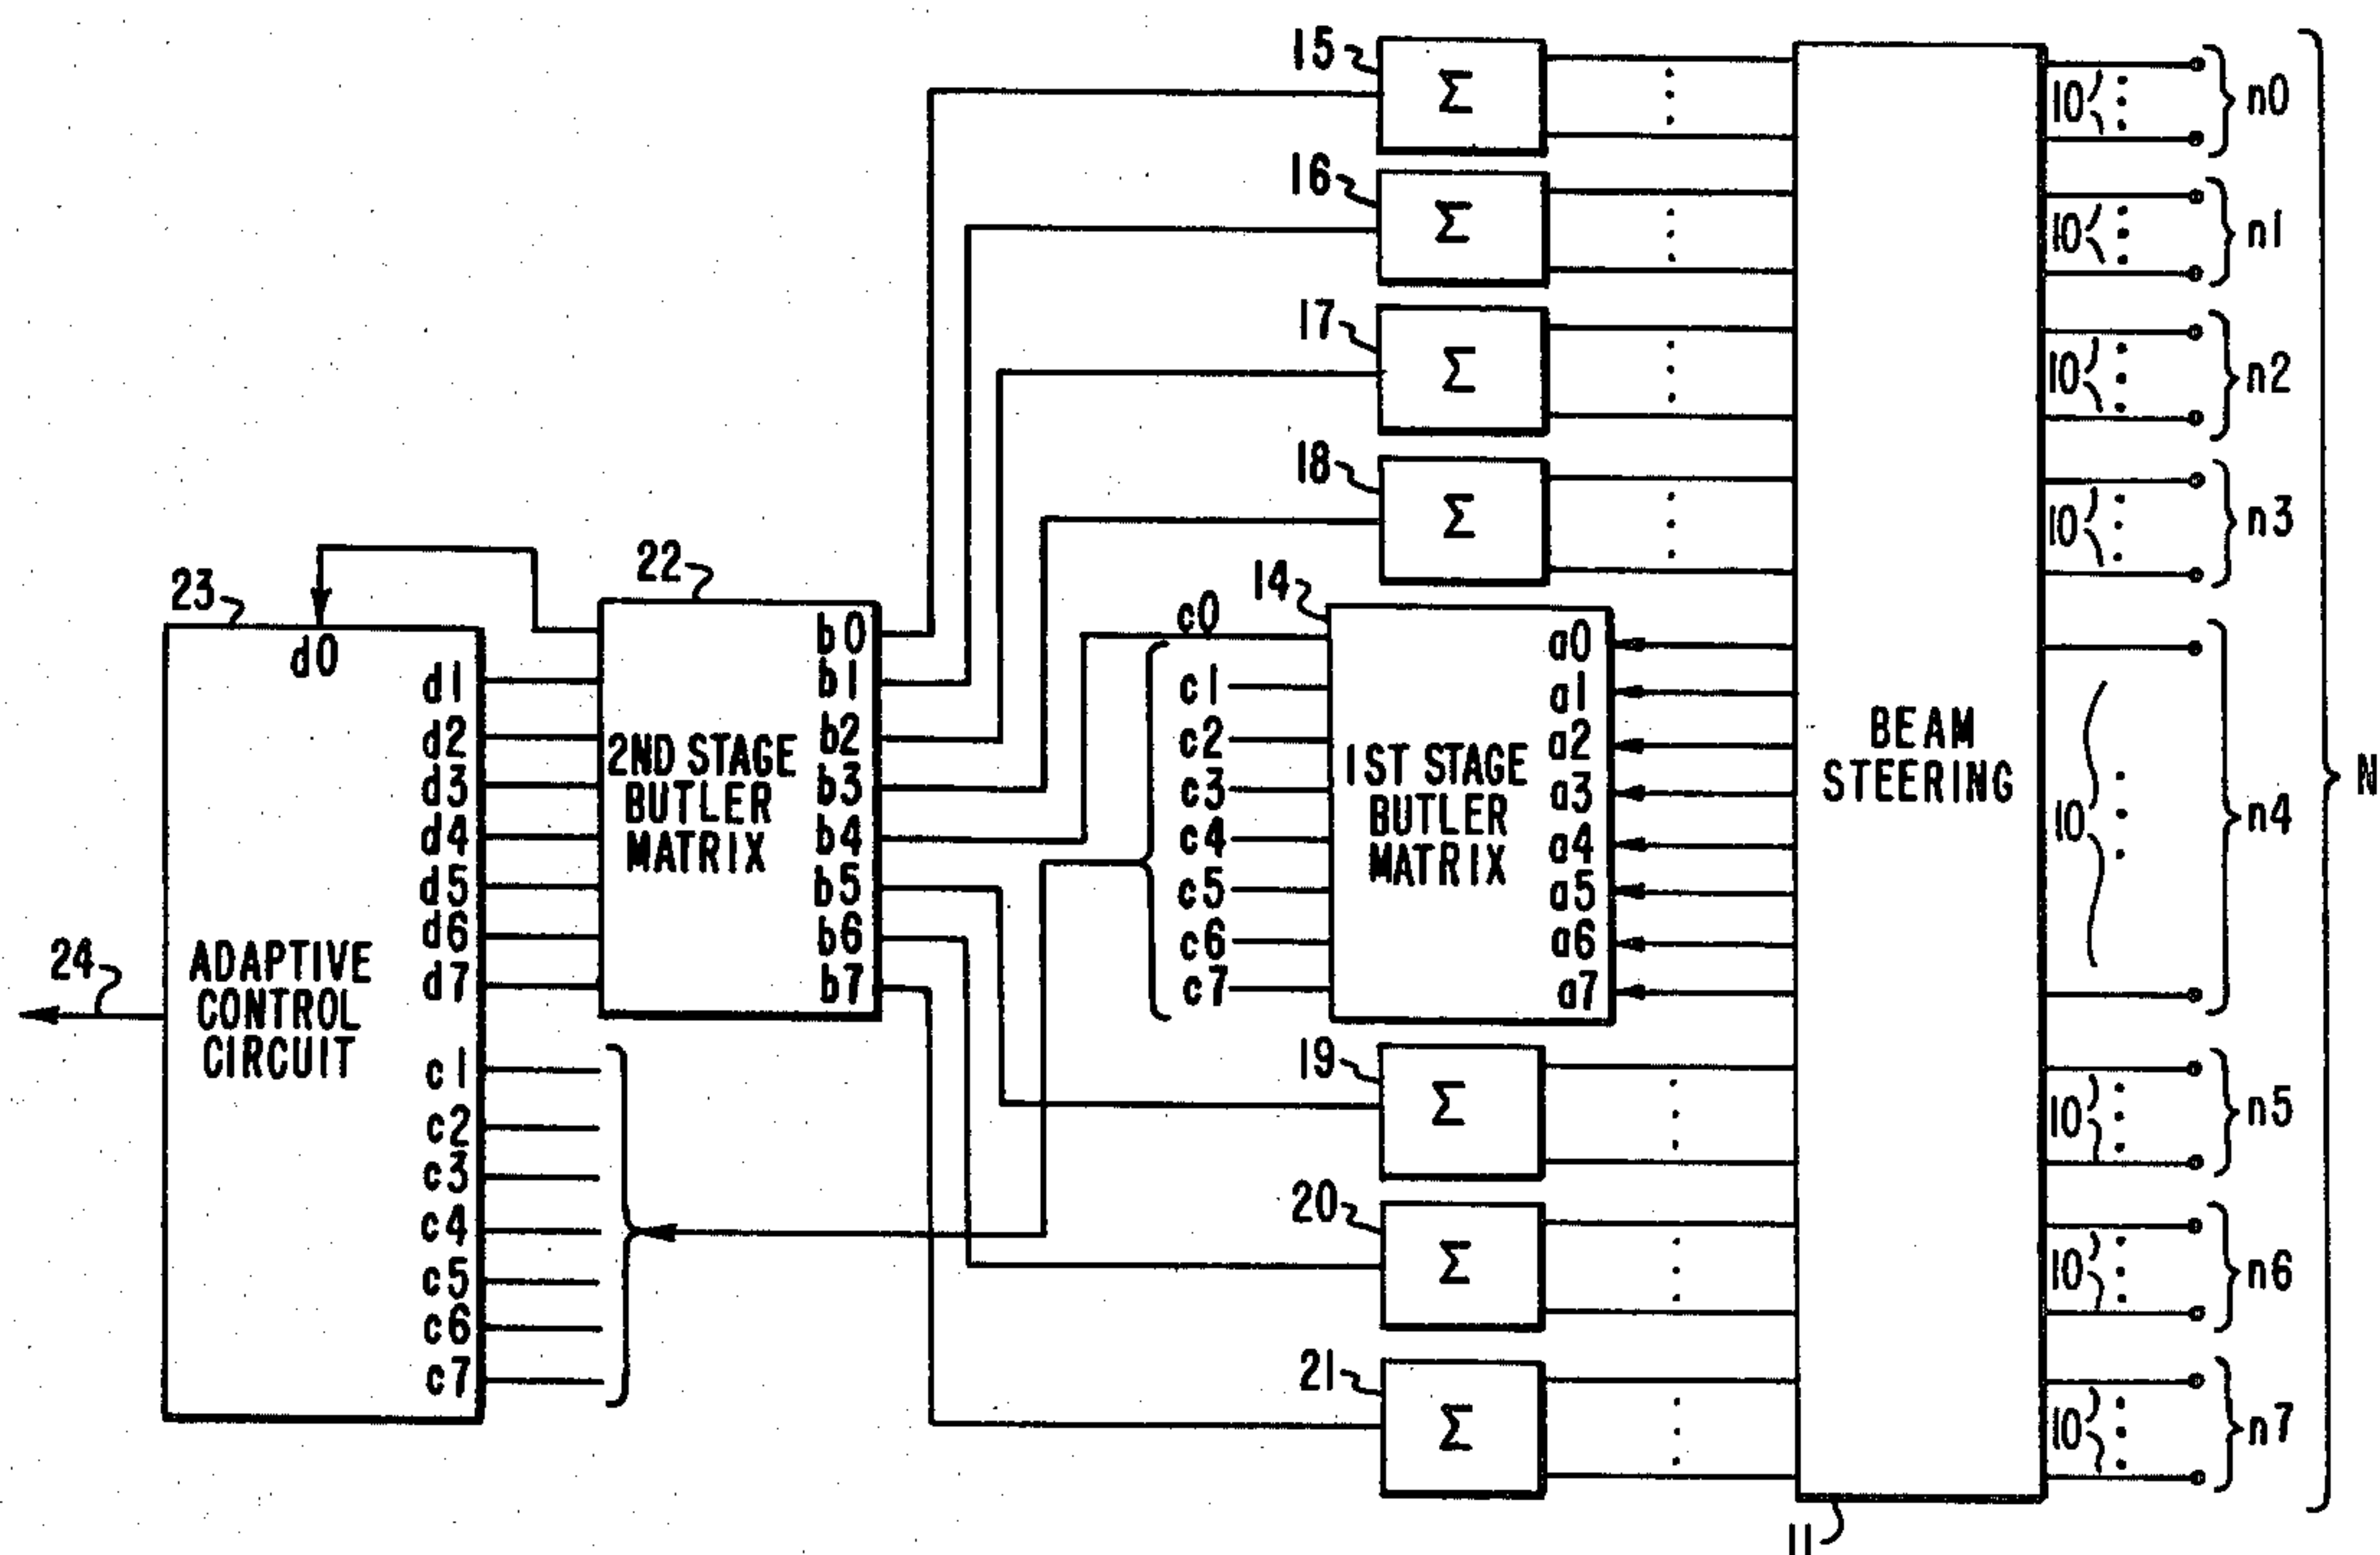 15
Σ
10
n0
16
Σ
10
n1
17
Σ
10
n2
18
Σ
10
n3
23
d0
d1
d2
d3
d4
d5
d6
d7
24
ADAPTIVE
CONTROL
CIRCUIT
c1
c2
c3
c4
c5
c6
c7
22
2ND STAGE
BUTLER
MATRIX
b0
b1
b2
b3
b4
b5
b6
b7
c0
c1
c2
c3
c4
c5
c6
c7
14
1ST STAGE
BUTLER
MATRIX
a0
a1
a2
a3
a4
a5
a6
a7
BEAM
STEERING
10
n4
N
19
Σ
10
n5
20
Σ
10
n6
21
Σ
10
n7
11